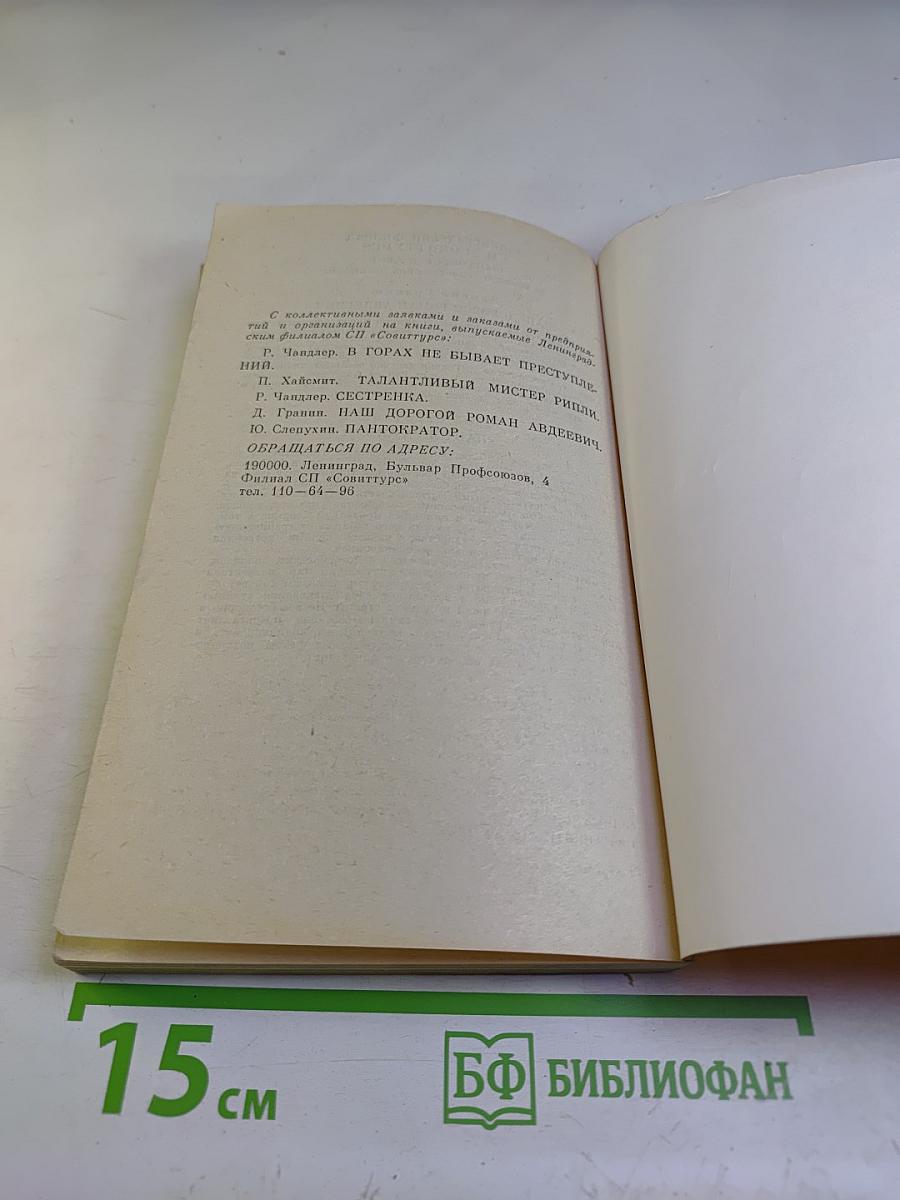 С коллективными заявками и заказами от предприя-
тий и организаций на книги, выпускаемые Ленинград-
ским филиалом СП «Совиттурс»:
Р. Чандлер. В ГОРАХ НЕ БЫВАЕТ ПРЕСТУПЛЕ-
НИЙ.
П. Хайсмит. ТАЛАНТЛИВЫЙ МИСТЕР РИПЛИ.
Р. Чандлер. СЕСТРЕНКА.
Д. Гранин. НАШ ДОРОГОЙ РОМАН АВДЕЕВИЧ.
Ю. Слепухин. ПАНТОКРАТОР.
ОБРАЩАТЬСЯ ПО АДРЕСУ:
190000. Ленинград, Бульвар Профсоюзов, 4
Филиал СП «Совиттурс»
тел. 110—64—96
15 см
БФ БИБЛИОФАН